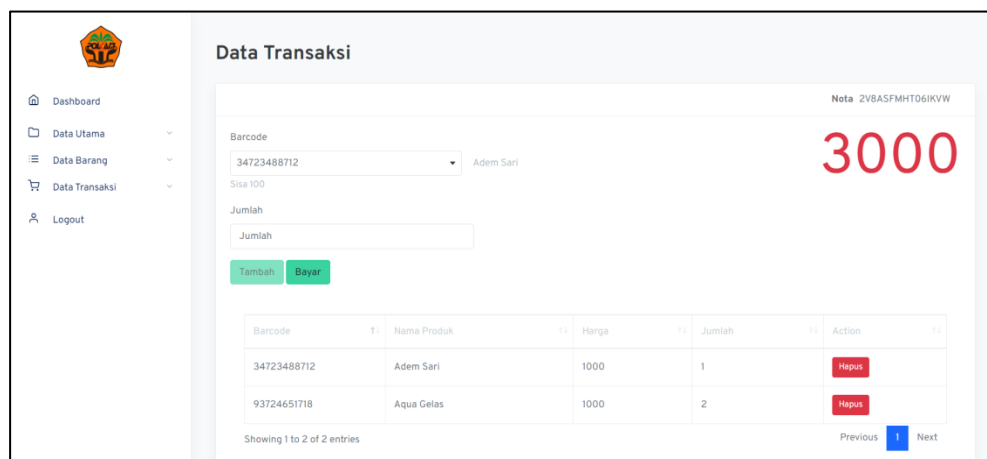 Data Transaksi
Dashboard
Data Utama
Data Barang
Data Transaksi
Logout
Nota 2V8ASFMHT06IKVW
Barcode
34723488712 Adem Sari
Sisa 100
3000
Jumlah
Jumlah
Tambah Bayar
Barcode Nama Produk Harga Jumlah Action
34723488712 Adem Sari 1000 1 Hapus
93724651718 Aqua Gelas 1000 2 Hapus
Showing 1 to 2 of 2 entries Previous 1 Next